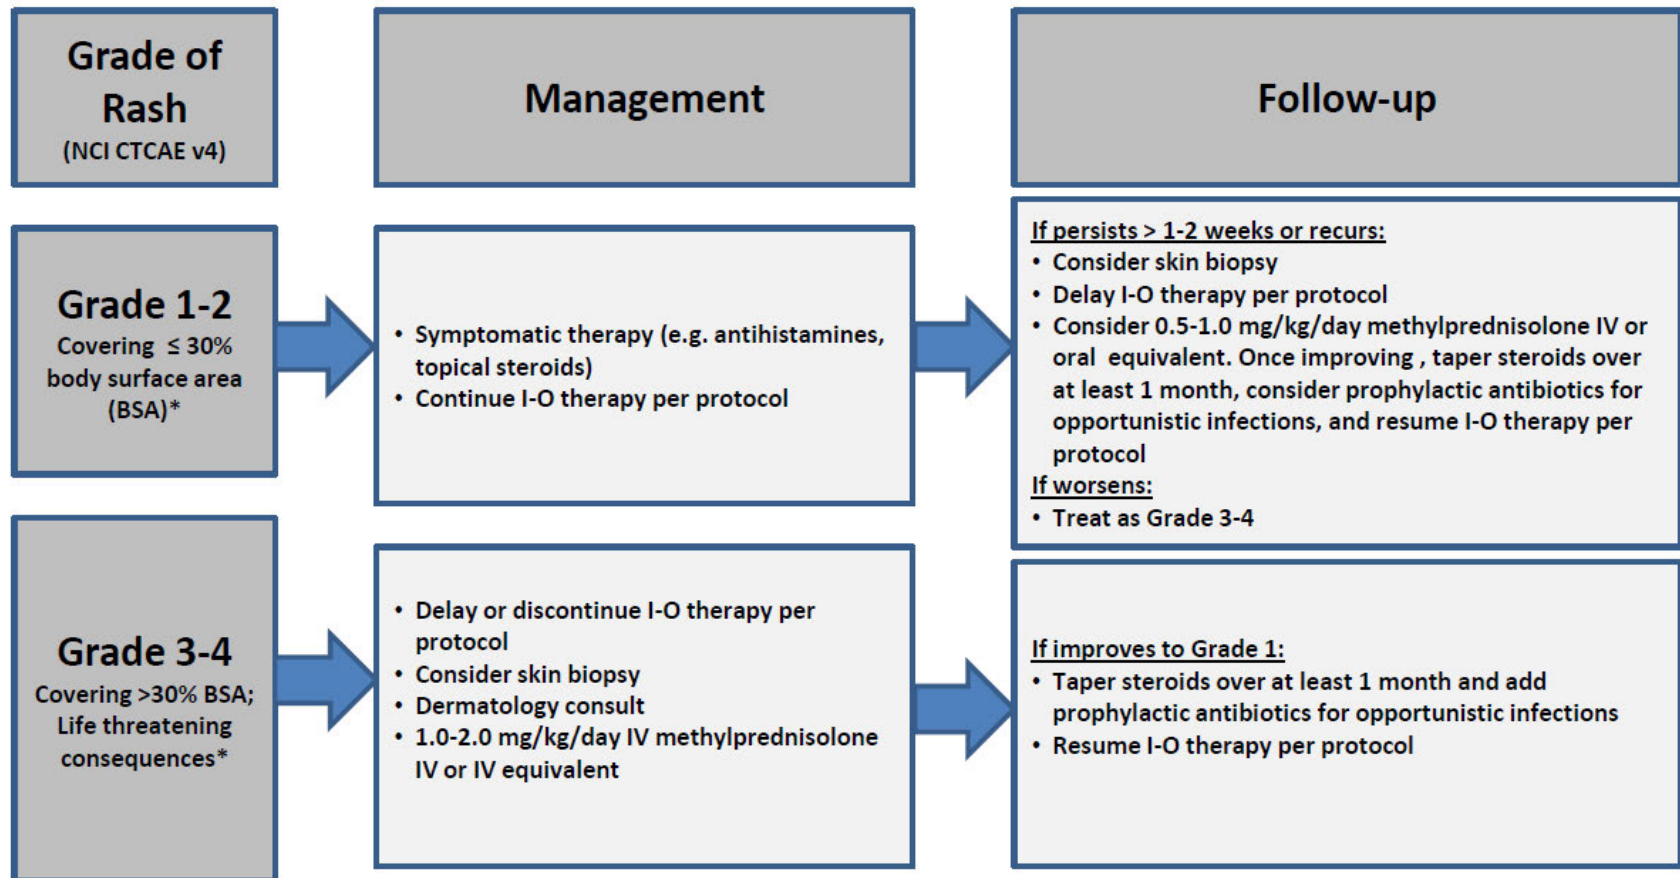 Grade of
Rash
(NCI CTCAE v4)
Management
Follow-up
Grade 1-2
Covering ≤ 30%
body surface area
(BSA)*
• Symptomatic therapy (e.g. antihistamines,
topical steroids)
• Continue I-O therapy per protocol
If persists > 1-2 weeks or recurs:
• Consider skin biopsy
• Delay I-O therapy per protocol
• Consider 0.5-1.0 mg/kg/day methylprednisolone IV or
oral equivalent. Once improving , taper steroids over
at least 1 month, consider prophylactic antibiotics for
opportunistic infections, and resume I-O therapy per
protocol
If worsens:
• Treat as Grade 3-4
Grade 3-4
Covering >30% BSA;
Life threatening
consequences*
• Delay or discontinue I-O therapy per
protocol
• Consider skin biopsy
• Dermatology consult
• 1.0-2.0 mg/kg/day IV methylprednisolone
IV or IV equivalent
If improves to Grade 1:
• Taper steroids over at least 1 month and add
prophylactic antibiotics for opportunistic infections
• Resume I-O therapy per protocol